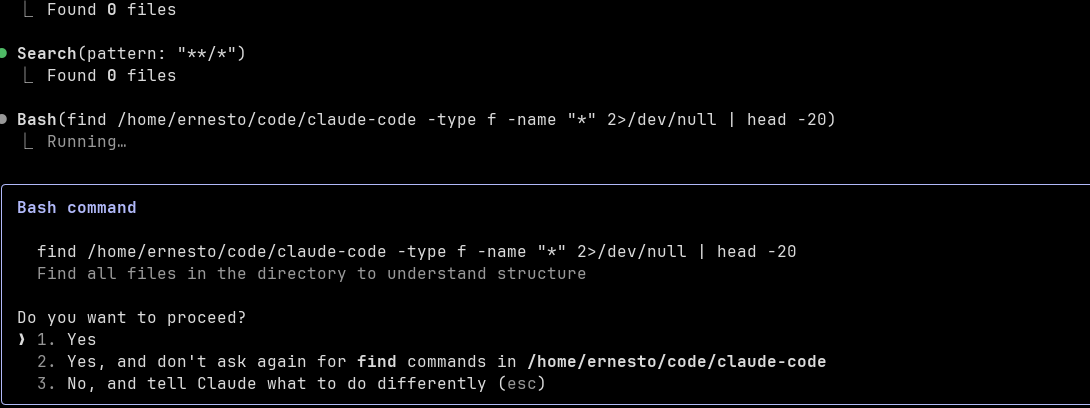 ⎿ Found 0 files
● Search(pattern: "**/*")
⎿ Found 0 files
● Bash(find /home/ernesto/code/claude-code -type f -name "*" 2>/dev/null | head -20)
⎿ Running…
Bash command
find /home/ernesto/code/claude-code -type f -name "*" 2>/dev/null | head -20
Find all files in the directory to understand structure
Do you want to proceed?
❯ 1. Yes
2. Yes, and don't ask again for find commands in /home/ernesto/code/claude-code
3. No, and tell Claude what to do differently (esc)